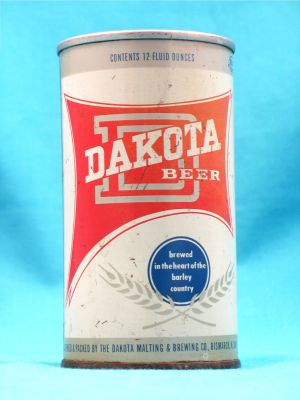 CONTENTS 12 FLUID OUNCES
D
DAKOTA
BEER
brewed
in the heart of the
barley
country
& PACKED BY THE DAKOTA MALTING & BREWING CO., BISMARCK, N.